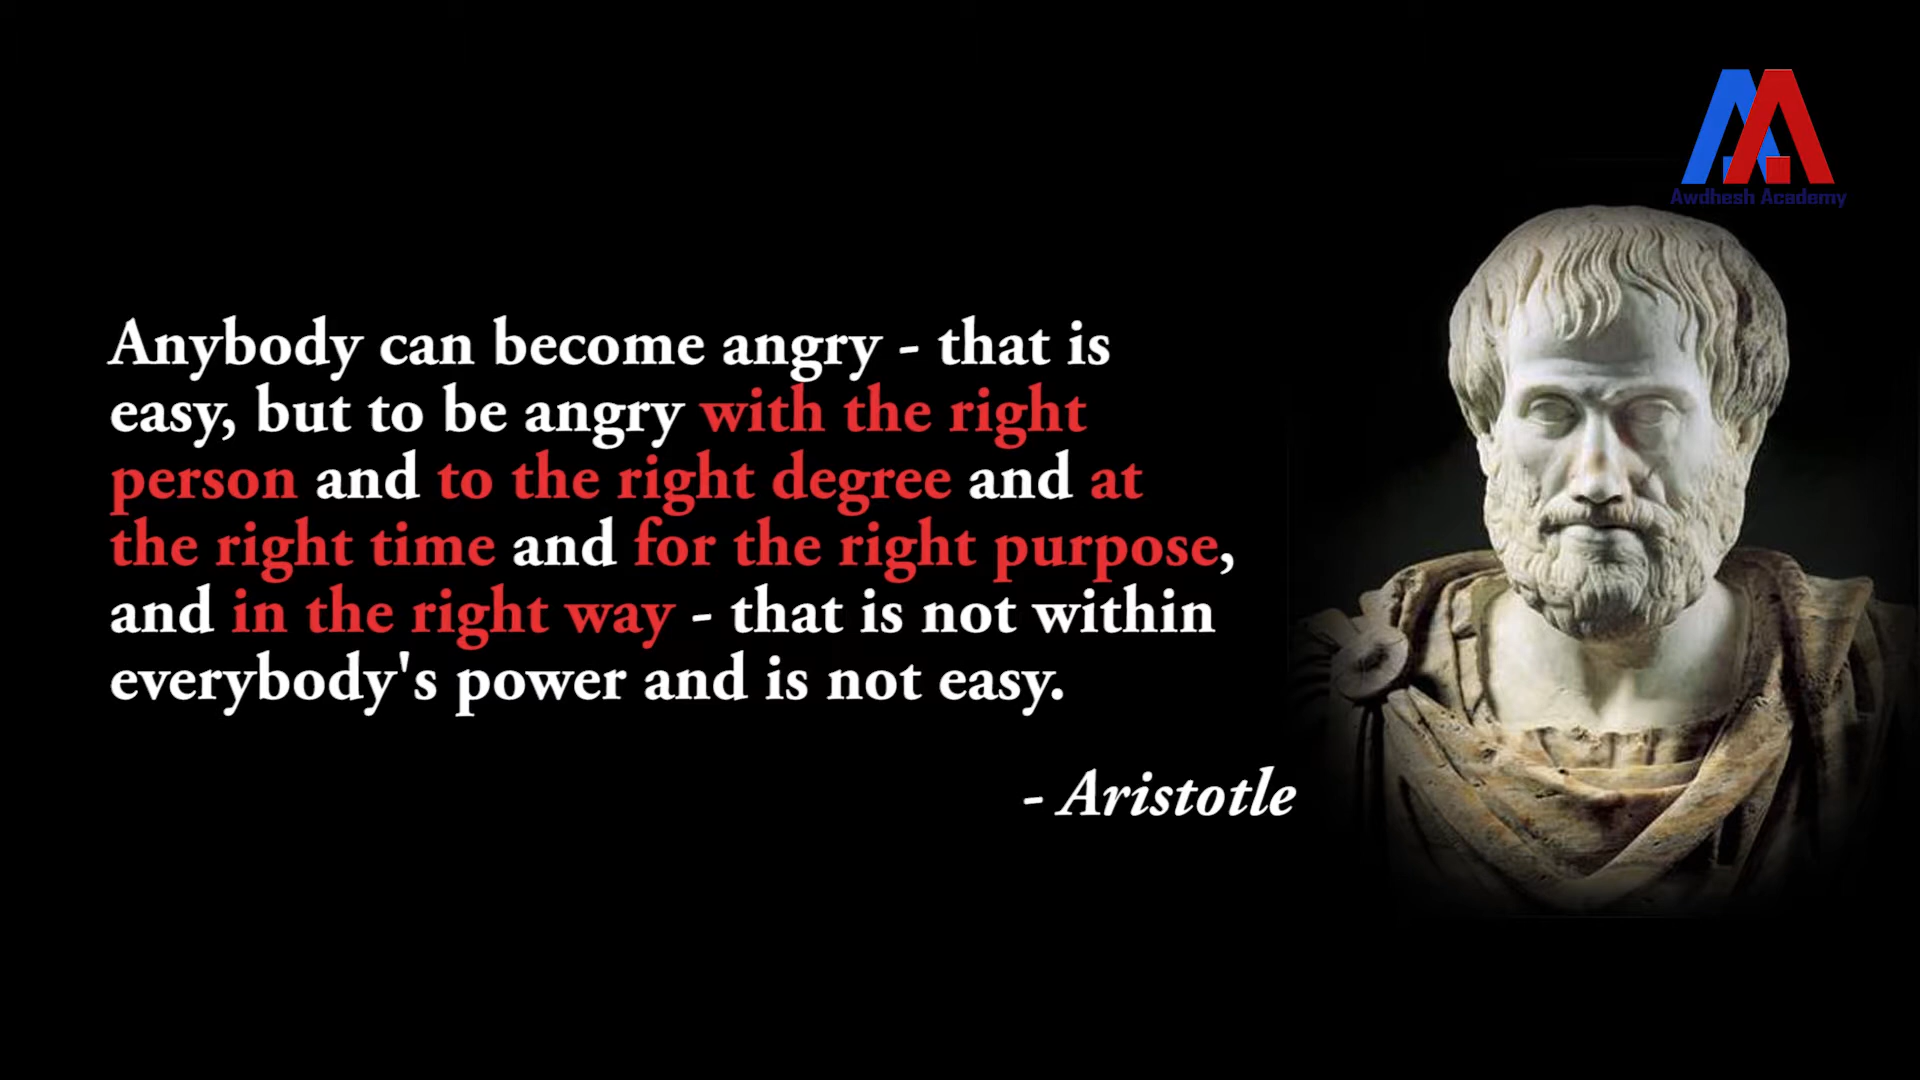 Awdhesh Academy
Anybody can become angry - that is
easy, but to be angry with the right
person and to the right degree and at
the right time and for the right purpose,
and in the right way - that is not within
everybody's power and is not easy.
- Aristotle